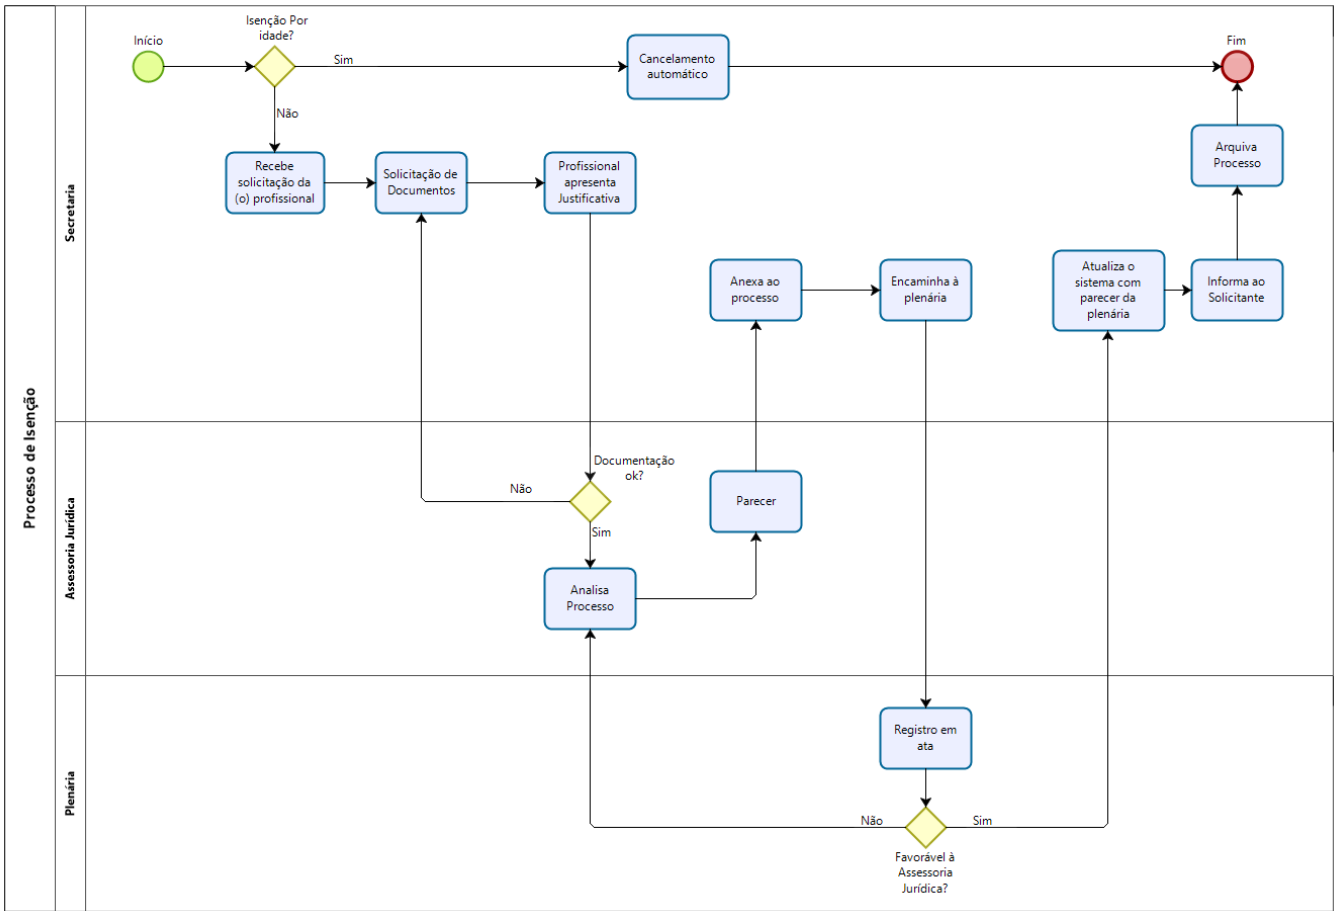 Processo de Isenção
Secretaria
Início
Isenção Por
idade?
Sim
Cancelamento
automático
Fim
Não
Recebe
solicitação da
(o) profissional
Solicitação de
Documentos
Profissional
apresenta
Justificativa
Arquiva
Processo
Anexa ao
processo
Encaminha à
plenária
Atualiza o
sistema com
parecer da
plenária
Informa ao
Solicitante
Assessoria Jurídica
Documentação
ok?
Não
Sim
Parecer
Analisa
Processo
Plenária
Registro em
ata
Não
Sim
Favorável à
Assessoria
Jurídica?